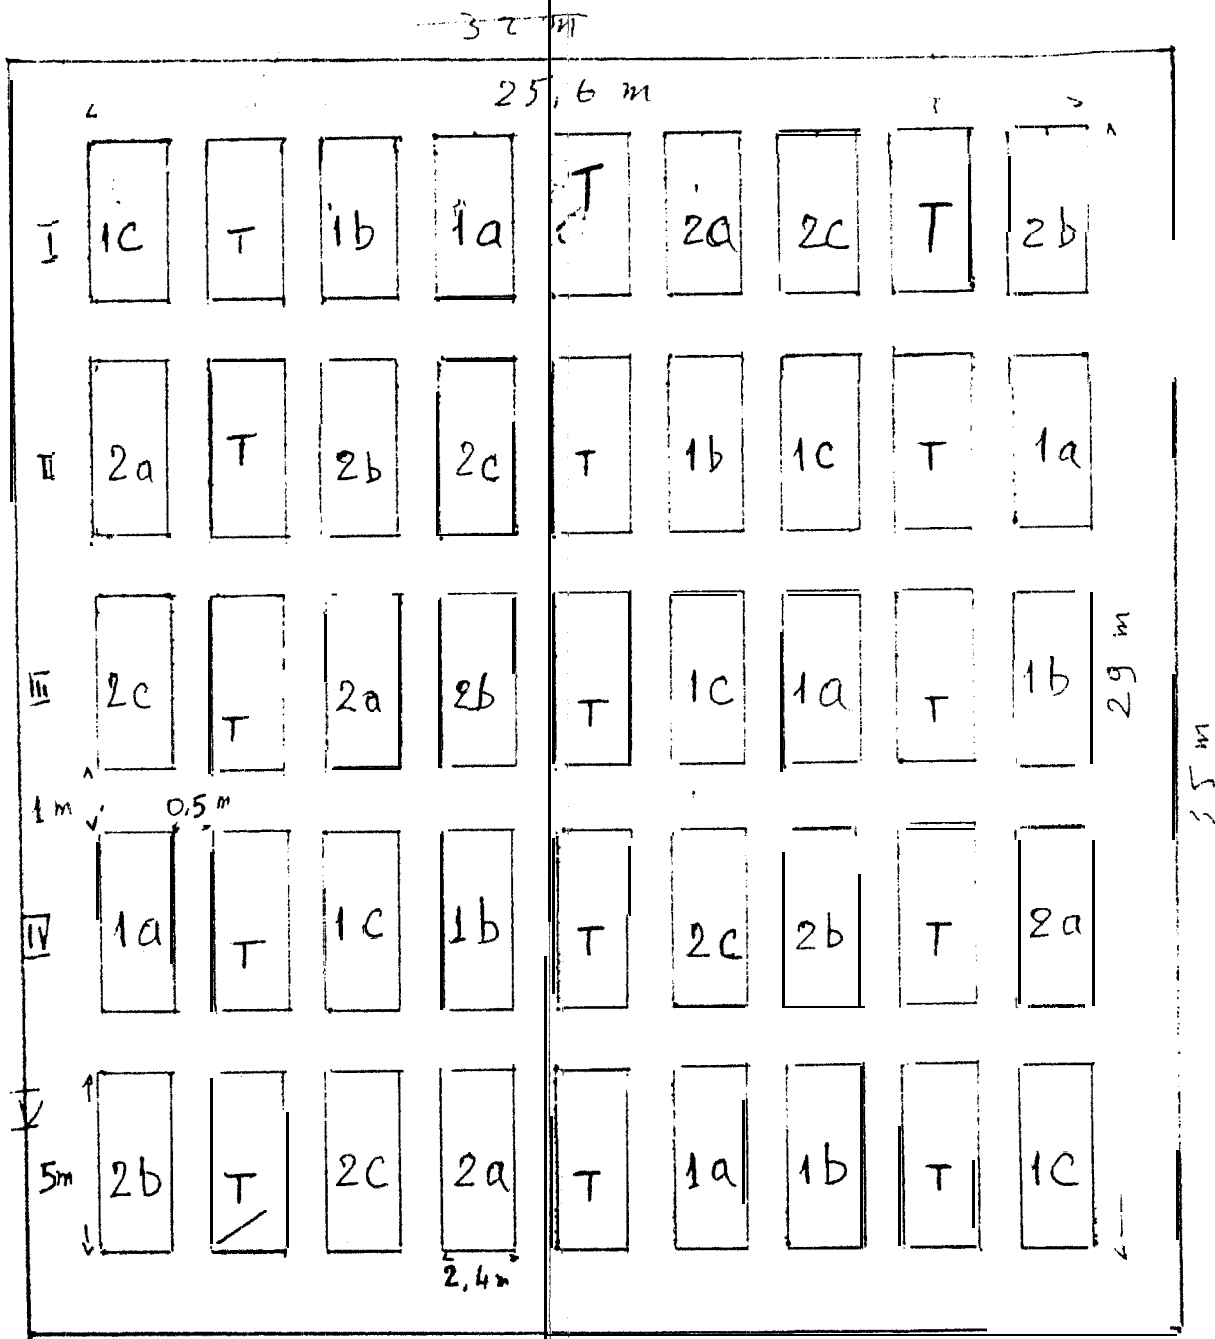 32 m
25,6 m
I 1c T 1b 1a T 2a 2c T 2b
II 2a T 2b 2c T 1b 1c T 1a
III 2c T 2a 2b T 1c 1a T 1b
29 m
35 m
1 m 0,5 m
IV 1a T 1c 1b T 2c 2b T 2a
V 2b T 2c 2a T 1a 1b T 1c
5m
2,4 m